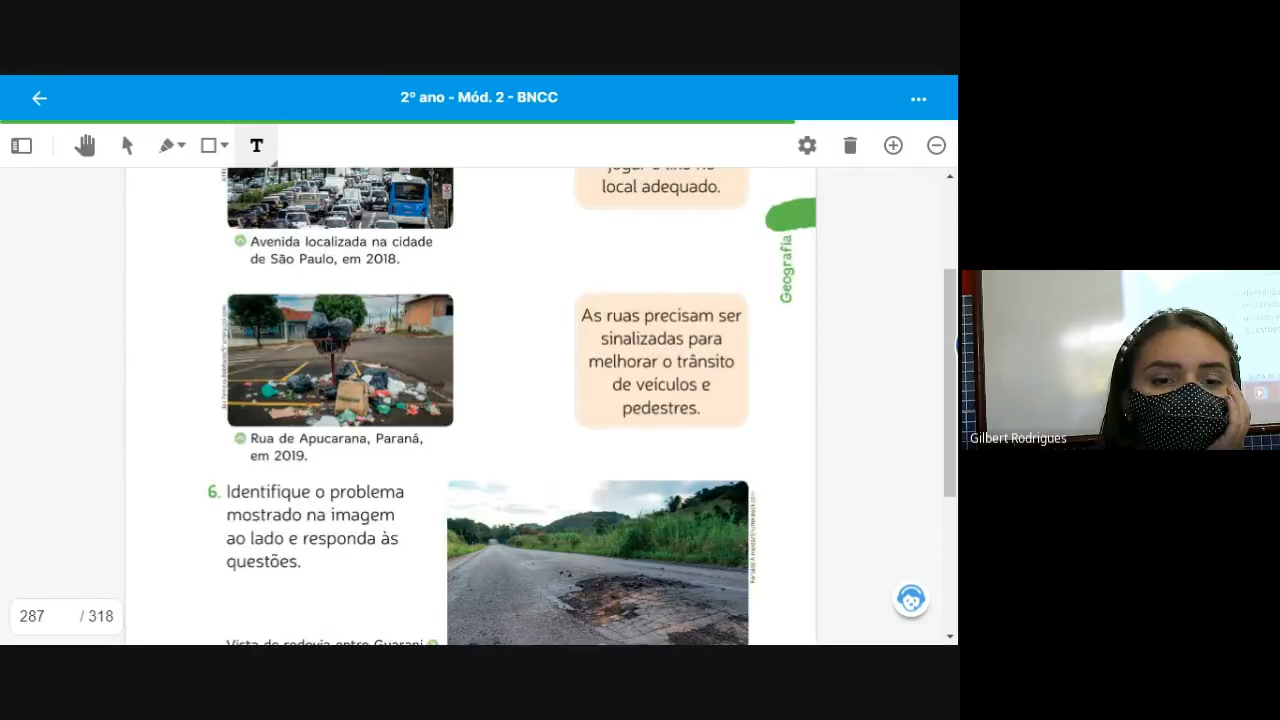 2º ano - Mód. 2 - BNCC
T
local adequado.
Avenida localizada na cidade
de São Paulo, em 2018.
Geografia
As ruas precisam ser
sinalizadas para
melhorar o trânsito
de veículos e
pedestres.
Rua de Apucarana, Paraná,
em 2019.
6. Identifique o problema
mostrado na imagem
ao lado e responda às
questões.
287 / 318
Gilbert Rodrigues